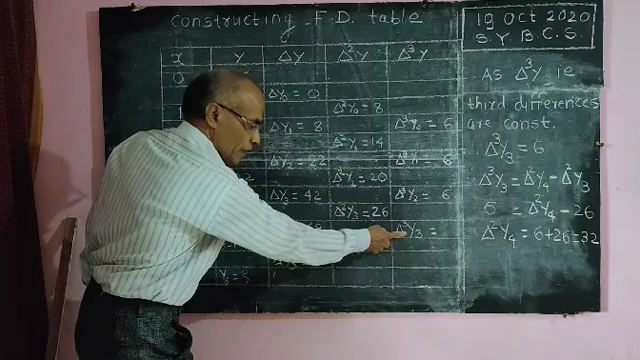 Constructing F.D. table
19 Oct 2020
S.Y.B.C.S.
x y Δy Δ²y Δ³y
0
Δy₀ = 0
Δ²y₀ = 8
Δy₁ = 8 Δ³y₀ = 6
Δ²y₁ = 14
Δy₂ = 22 Δ³y₁ = 6
Δ²y₂ = 20
Δy₃ = 42 Δ³y₂ = 6
Δ²y₃ = 26
Δ³y₃ =
As Δ³y ie
third differences
are const.
Δ³y₃ = 6
Δ³y₃ = Δ²y₄ - Δ²y₃
6 = Δ²y₄ - 26
Δ²y₄ = 6+26=32